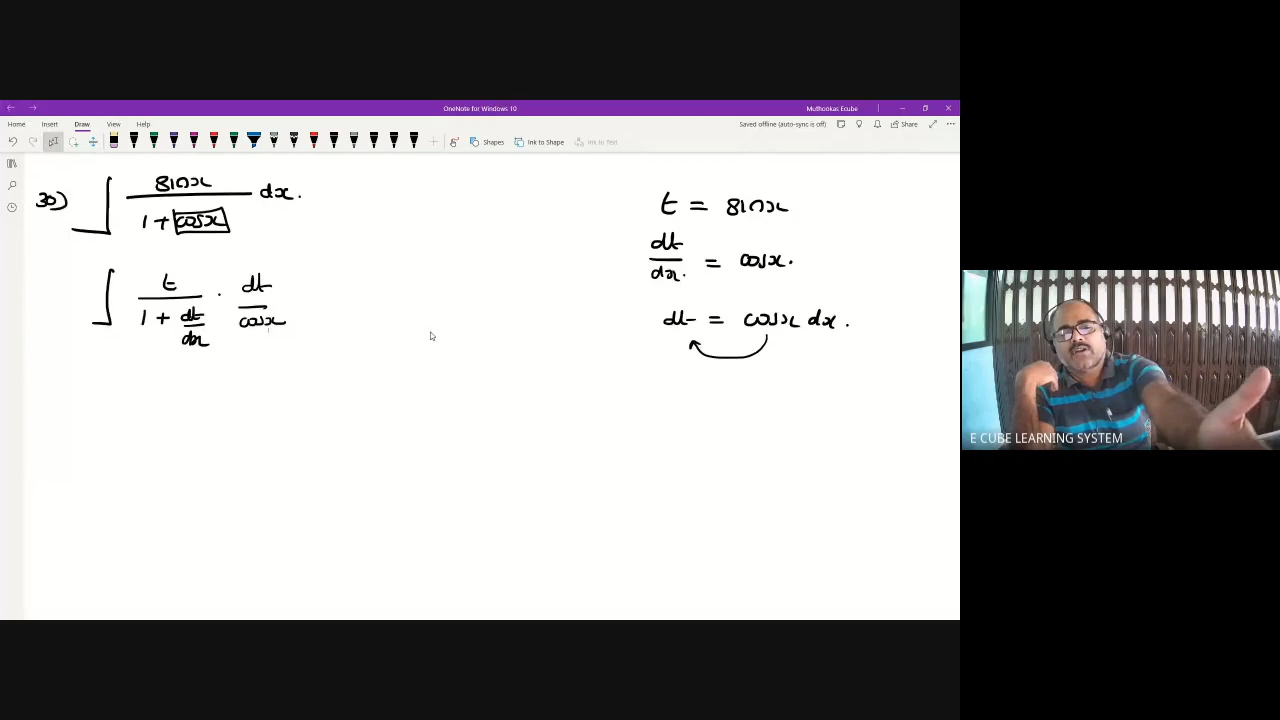 OneNote for Windows 10
Muthookas Ecube
Home Insert Draw View Help
Saved offline (auto-sync is off)
Share
Shapes
Ink to Shape
Ink to Text
30) ∫ sinx / (1 + cosx) dx.
∫ t / (1 + dt/dx) · dt/cosx
t = sinx
dt/dx = cosx.
dt = cosx dx.
E CUBE LEARNING SYSTEM